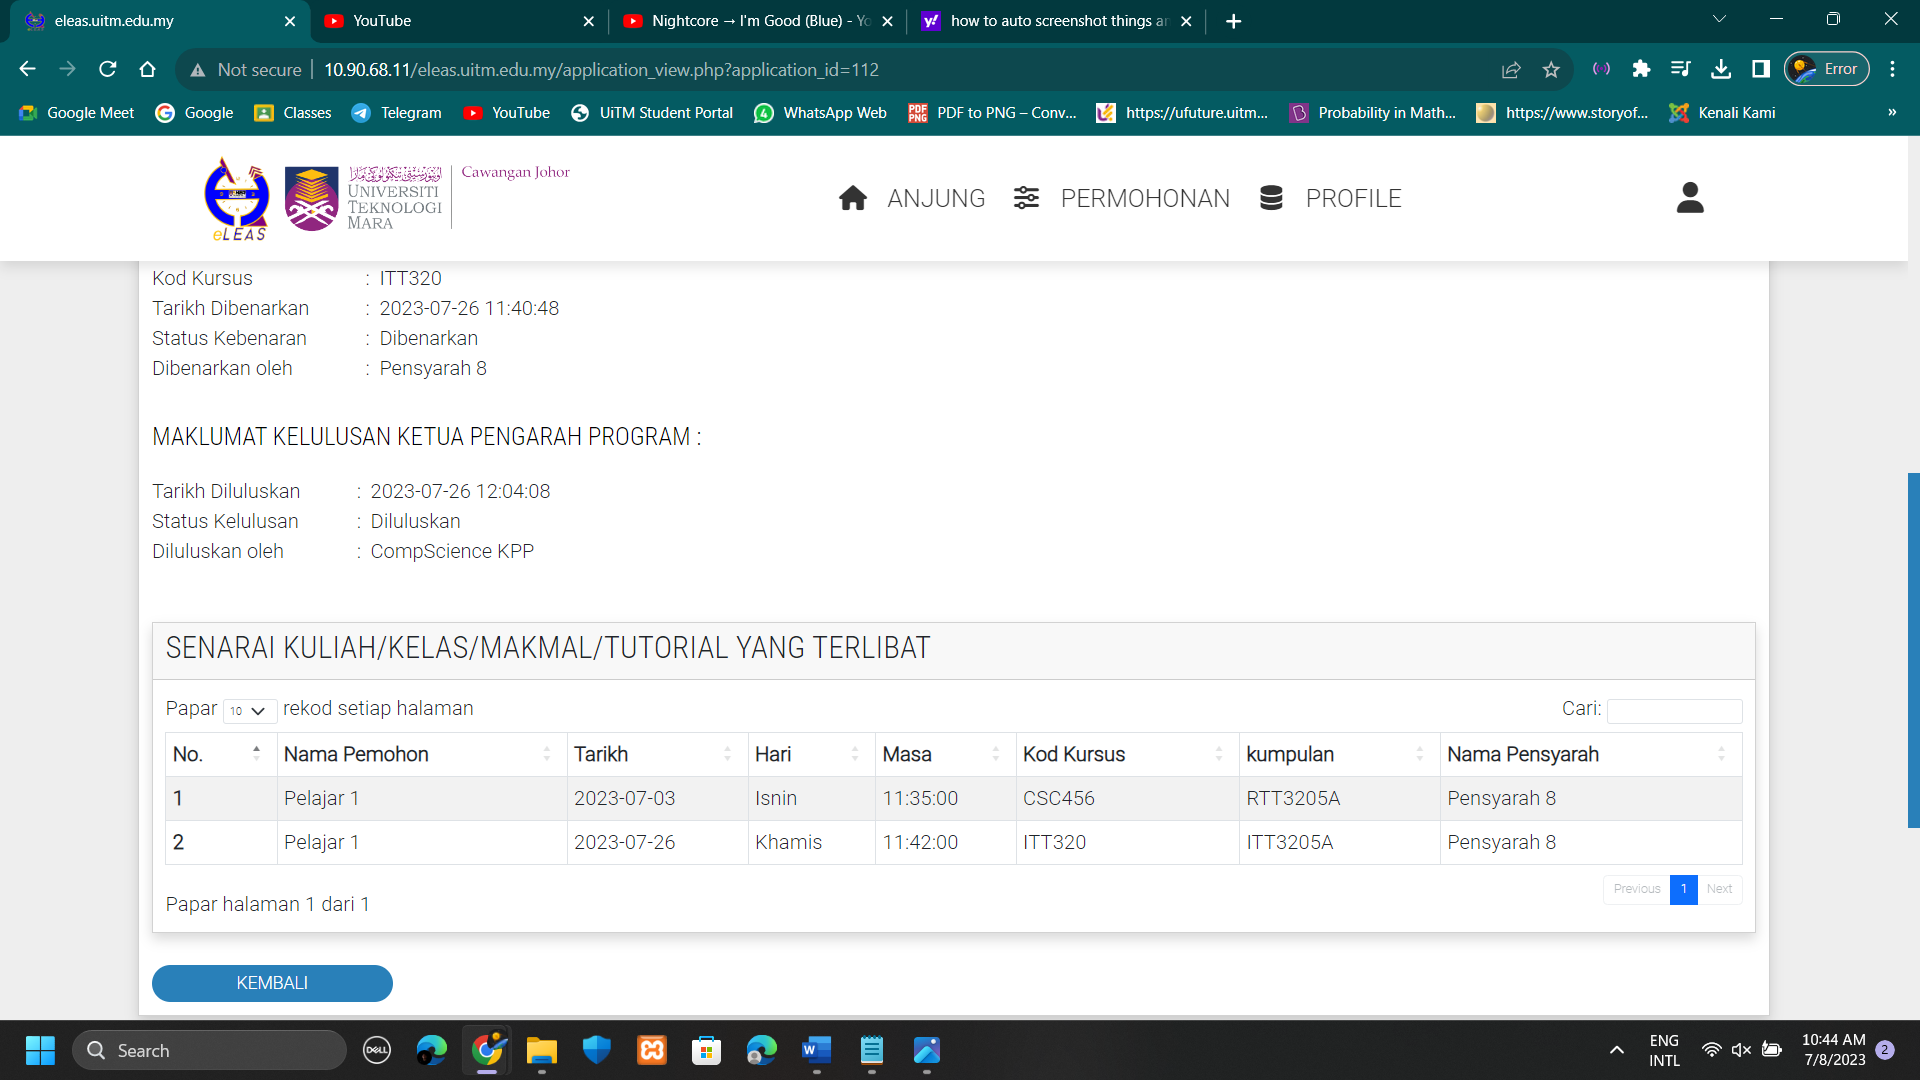 eleas.uitm.edu.my
YouTube
Nightcore → I'm Good (Blue) - Yo
how to auto screenshot things an
Not secure
10.90.68.11/eleas.uitm.edu.my/application_view.php?application_id=112
Error
Google Meet
Google
Classes
Telegram
YouTube
UiTM Student Portal
WhatsApp Web
PDF to PNG – Conv...
https://ufuture.uitm...
Probability in Math...
https://www.storyof...
Kenali Kami
»
eLEAS
UNIVERSITI
TEKNOLOGI
MARA
Cawangan Johor
ANJUNG
PERMOHONAN
PROFILE
Kod Kursus : ITT320
Tarikh Dibenarkan : 2023-07-26 11:40:48
Status Kebenaran : Dibenarkan
Dibenarkan oleh : Pensyarah 8
MAKLUMAT KELULUSAN KETUA PENGARAH PROGRAM :
Tarikh Diluluskan : 2023-07-26 12:04:08
Status Kelulusan : Diluluskan
Diluluskan oleh : CompScience KPP
SENARAI KULIAH/KELAS/MAKMAL/TUTORIAL YANG TERLIBAT
Papar 10 rekod setiap halaman
Cari:
No. Nama Pemohon Tarikh Hari Masa Kod Kursus kumpulan Nama Pensyarah
1 Pelajar 1 2023-07-03 Isnin 11:35:00 CSC456 RTT3205A Pensyarah 8
2 Pelajar 1 2023-07-26 Khamis 11:42:00 ITT320 ITT3205A Pensyarah 8
Previous 1 Next
Papar halaman 1 dari 1
KEMBALI
Search
DELL
ENG
INTL
10:44 AM
7/8/2023
2